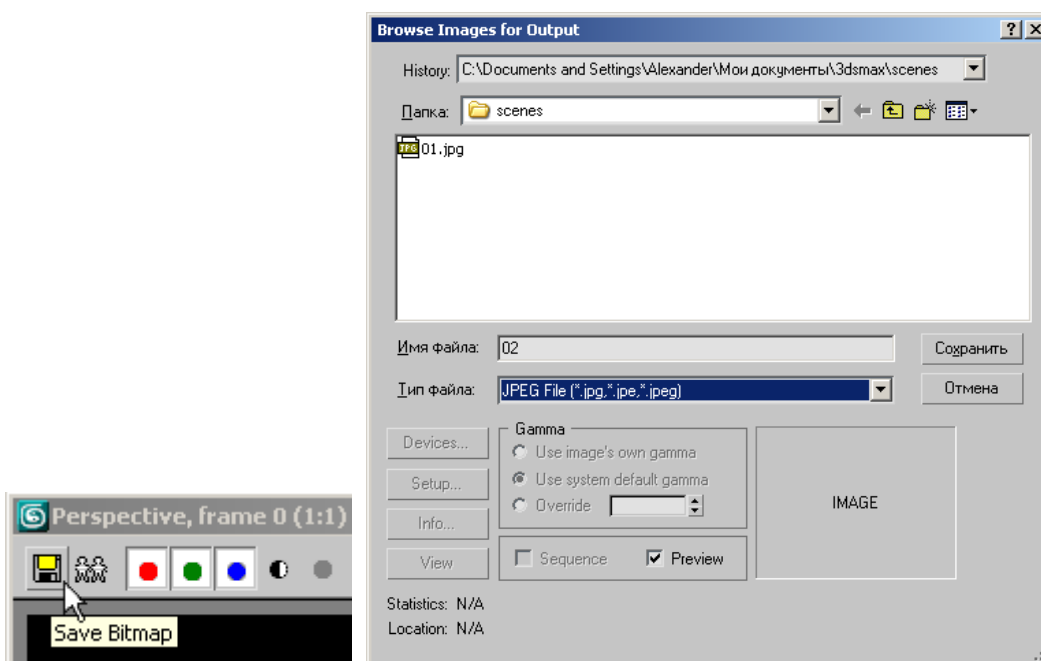 Perspective, frame 0 (1:1)
Save Bitmap
Browse Images for Output
History: C:\Documents and Settings\Alexander\Мои документы\3dsmax\scenes
Папка: scenes
01.jpg
Имя файла: 02
Сохранить
Тип файла: JPEG File (*.jpg,*.jpe,*.jpeg)
Отмена
Devices...
Setup...
Info...
View
Gamma
Use image's own gamma
Use system default gamma
Override
Sequence Preview
IMAGE
Statistics: N/A
Location: N/A